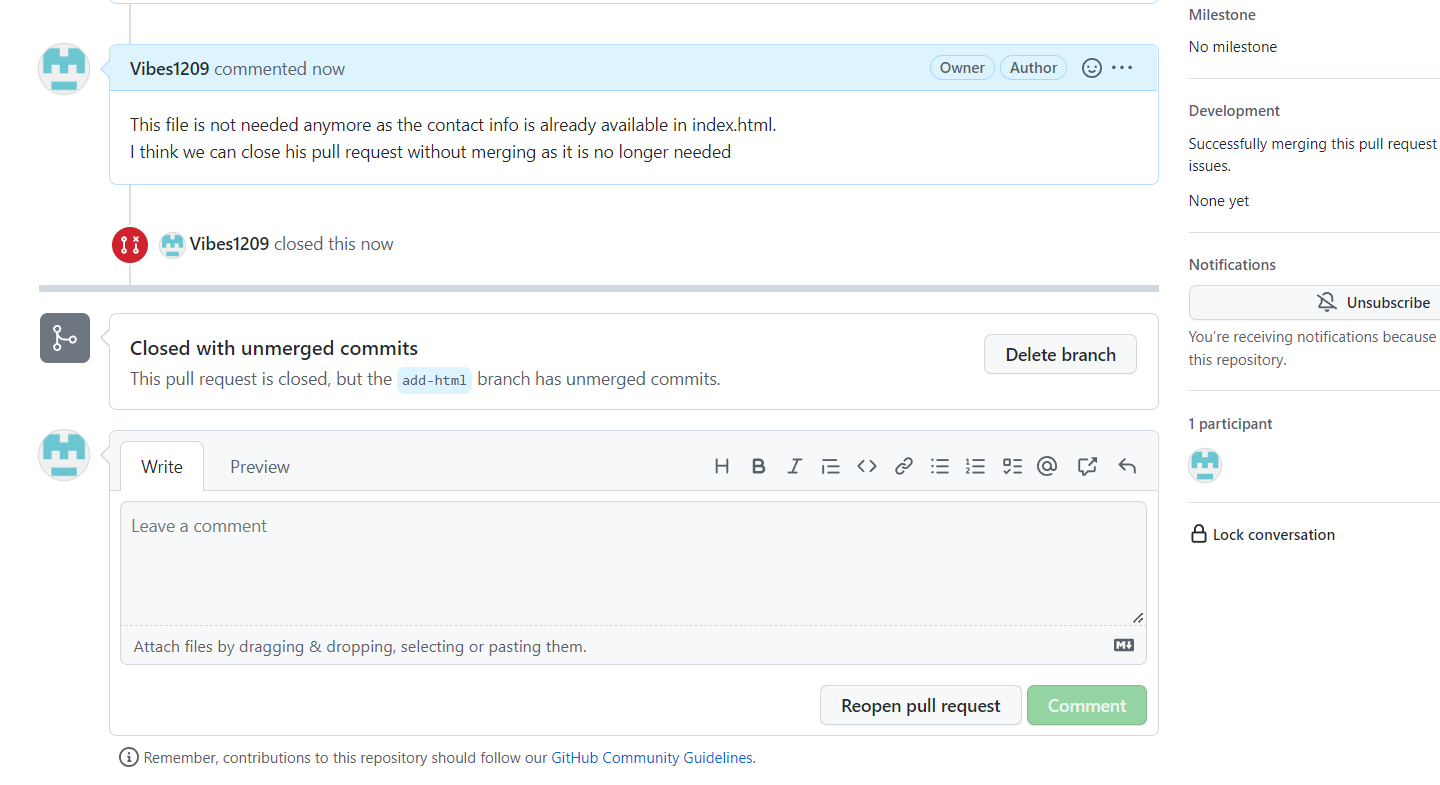 Vibes1209 commented now
Owner
Author
This file is not needed anymore as the contact info is already available in index.html.
I think we can close his pull request without merging as it is no longer needed
Vibes1209 closed this now
Closed with unmerged commits
This pull request is closed, but the add-html branch has unmerged commits.
Delete branch
Write
Preview
Leave a comment
Attach files by dragging & dropping, selecting or pasting them.
Reopen pull request
Comment
Remember, contributions to this repository should follow our GitHub Community Guidelines.
Milestone
No milestone
Development
Successfully merging this pull request
issues.
None yet
Notifications
Unsubscribe
You're receiving notifications because
this repository.
1 participant
Lock conversation